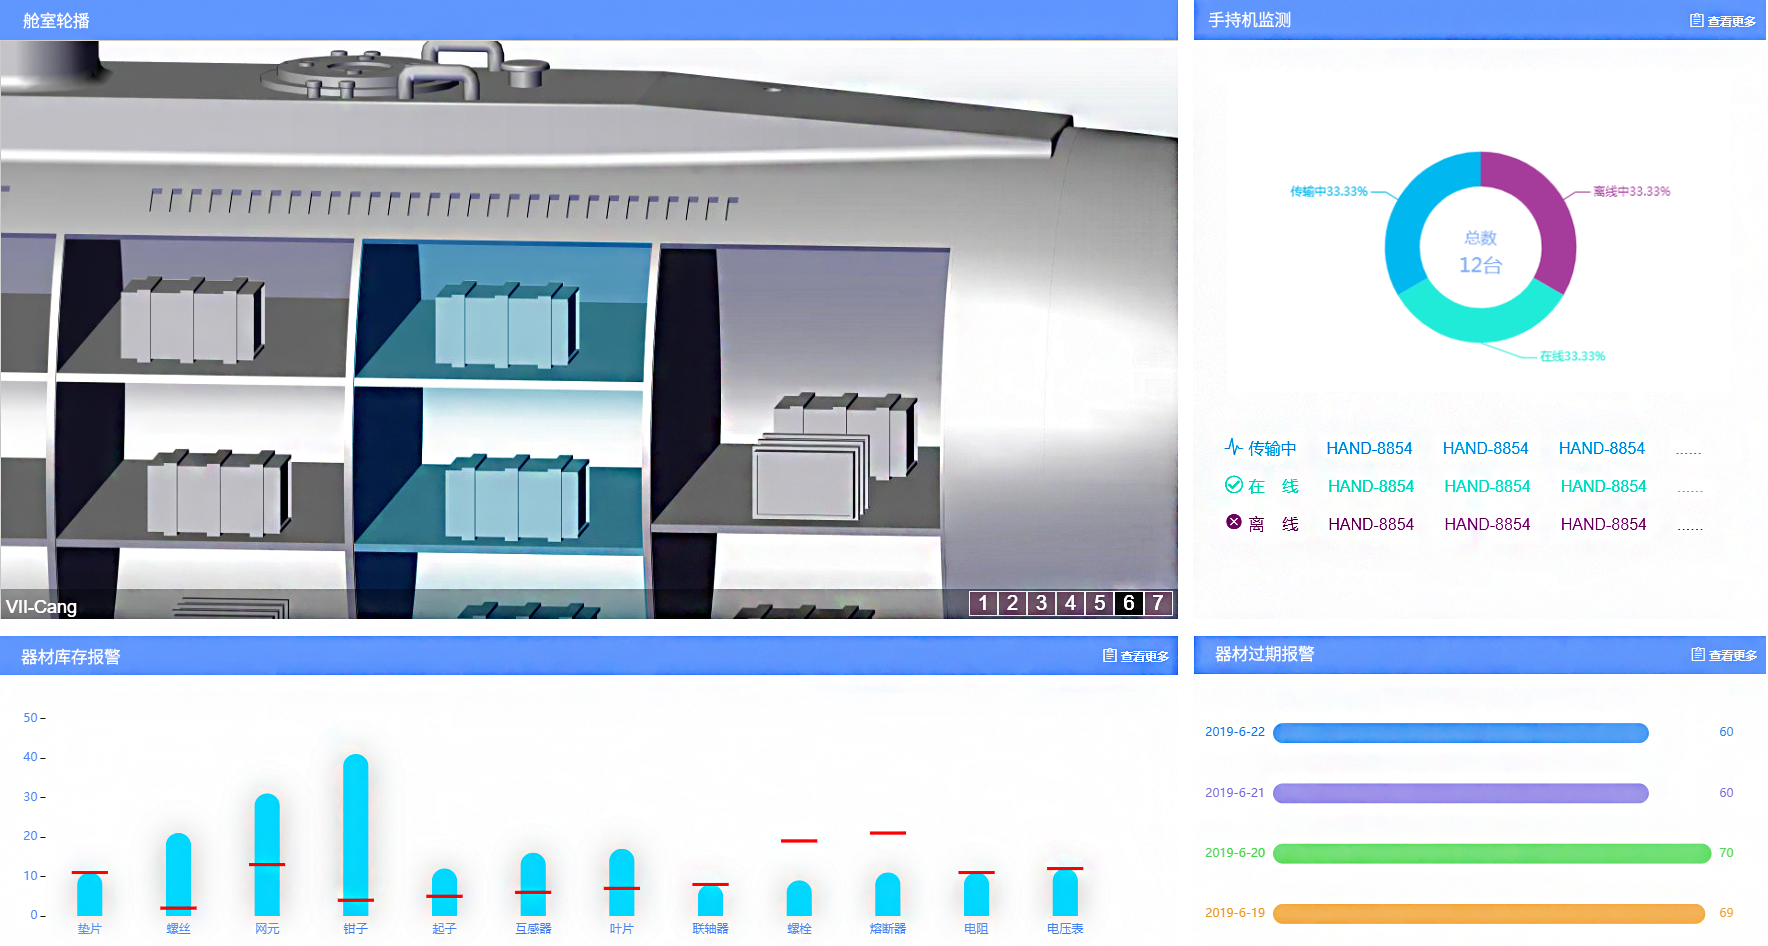 舱室轮播
VII-Cang
1 2 3 4 5 6 7
手持机监测
查看更多
传输中33.33%
离线中33.33%
总数
12台
在线33.33%
传输中 HAND-8854 HAND-8854 HAND-8854 ......
在 线 HAND-8854 HAND-8854 HAND-8854 ......
离 线 HAND-8854 HAND-8854 HAND-8854 ......
器材库存报警
查看更多
50
40
30
20
10
0
垫片 螺丝 网元 钳子 起子 互感器 叶片 联轴器 螺栓 熔断器 电阻 电压表
器材过期报警
查看更多
2019-6-22 60
2019-6-21 60
2019-6-20 70
2019-6-19 69